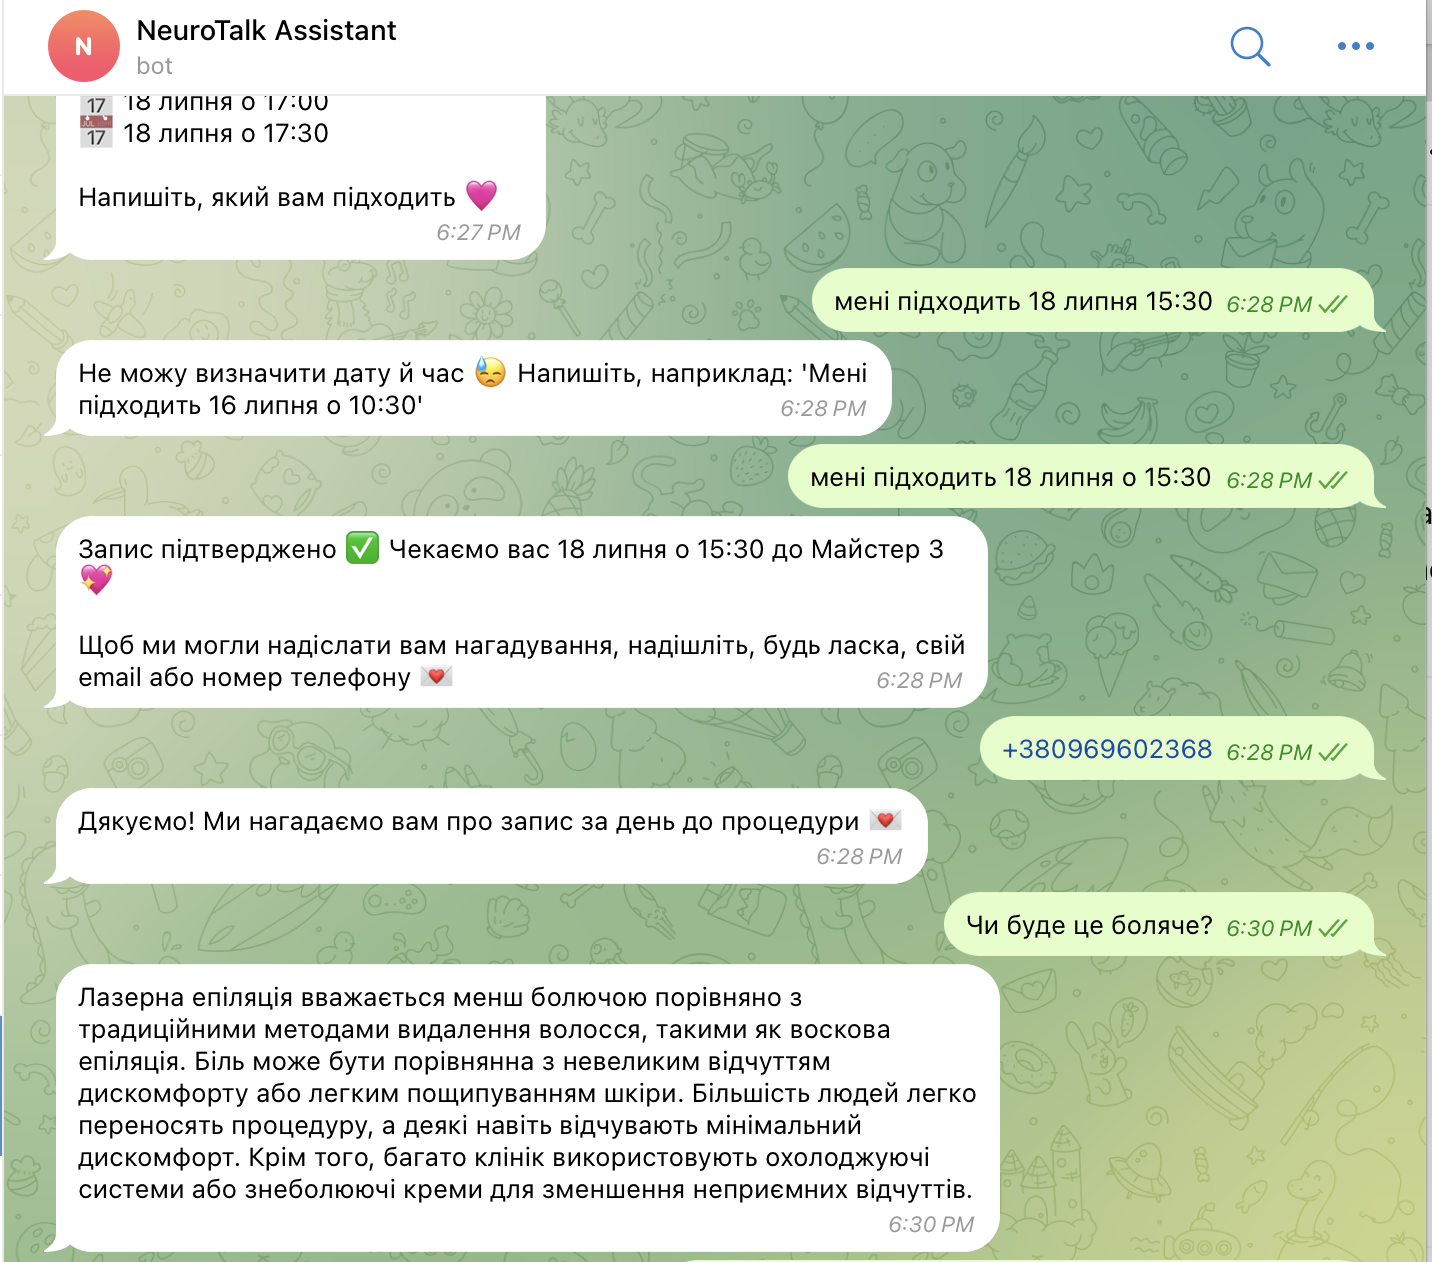 N
NeuroTalk Assistant
bot
17 18 липня о 17:00
JUL
17 18 липня о 17:30
Напишіть, який вам підходить 💗
6:27 PM
мені підходить 18 липня 15:30 6:28 PM
Не можу визначити дату й час 😓 Напишіть, наприклад: 'Мені
підходить 16 липня о 10:30'
6:28 PM
мені підходить 18 липня о 15:30 6:28 PM
Запис підтверджено ✅ Чекаємо вас 18 липня о 15:30 до Майстер 3
💖
Щоб ми могли надіслати вам нагадування, надішліть, будь ласка, свій
email або номер телефону 💌
6:28 PM
+380969602368 6:28 PM
Дякуємо! Ми нагадаємо вам про запис за день до процедури 💌
6:28 PM
Чи буде це боляче? 6:30 PM
Лазерна епіляція вважається менш болючою порівняно з
традиційними методами видалення волосся, такими як воскова
епіляція. Біль може бути порівнянна з невеликим відчуттям
дискомфорту або легким пощипуванням шкіри. Більшість людей легко
переносять процедуру, а деякі навіть відчувають мінімальний
дискомфорт. Крім того, багато клінік використовують охолоджуючі
системи або знеболюючі креми для зменшення неприємних відчуттів.
6:30 PM